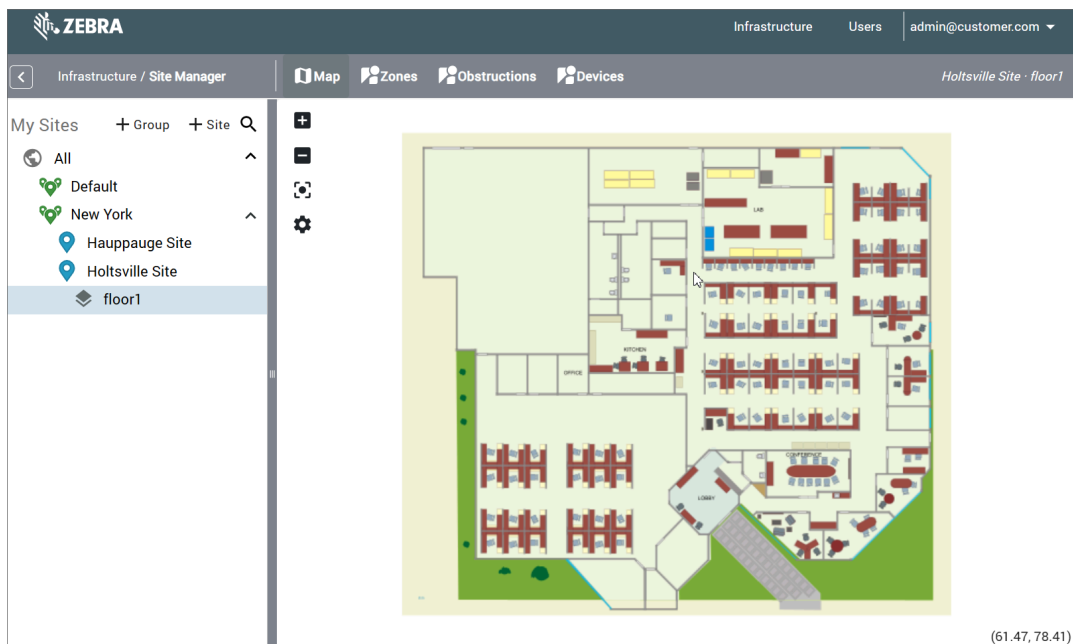 ZEBRA
Infrastructure Users admin@customer.com
Infrastructure / Site Manager Map Zones Obstructions Devices Holtsville Site · floor1
My Sites + Group + Site
All
Default
New York
Hauppauge Site
Holtsville Site
floor1
LAB
KITCHEN
OFFICE
CONFERENCE
LOBBY
(61.47, 78.41)